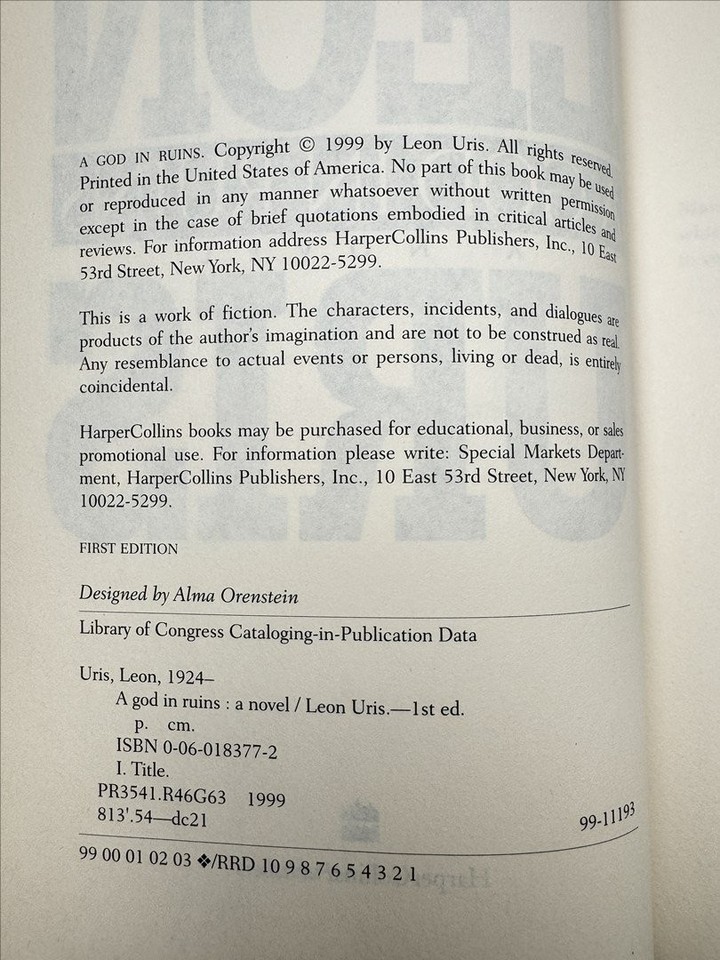 A GOD IN RUINS. Copyright © 1999 by Leon Uris. All rights reserved.
Printed in the United States of America. No part of this book may be used
or reproduced in any manner whatsoever without written permission
except in the case of brief quotations embodied in critical articles and
reviews. For information address HarperCollins Publishers, Inc., 10 East
53rd Street, New York, NY 10022-5299.
This is a work of fiction. The characters, incidents, and dialogues are
products of the author's imagination and are not to be construed as real.
Any resemblance to actual events or persons, living or dead, is entirely
coincidental.
HarperCollins books may be purchased for educational, business, or sales
promotional use. For information please write: Special Markets Depart-
ment, HarperCollins Publishers, Inc., 10 East 53rd Street, New York, NY
10022-5299.
FIRST EDITION
Designed by Alma Orenstein
Library of Congress Cataloging-in-Publication Data
Uris, Leon, 1924–
A god in ruins : a novel / Leon Uris.—1st ed.
p. cm.
ISBN 0-06-018377-2
I. Title.
PR3541.R46G63 1999
813'.54—dc21
99-11193
99 00 01 02 03 ❖/RRD 10 9 8 7 6 5 4 3 2 1